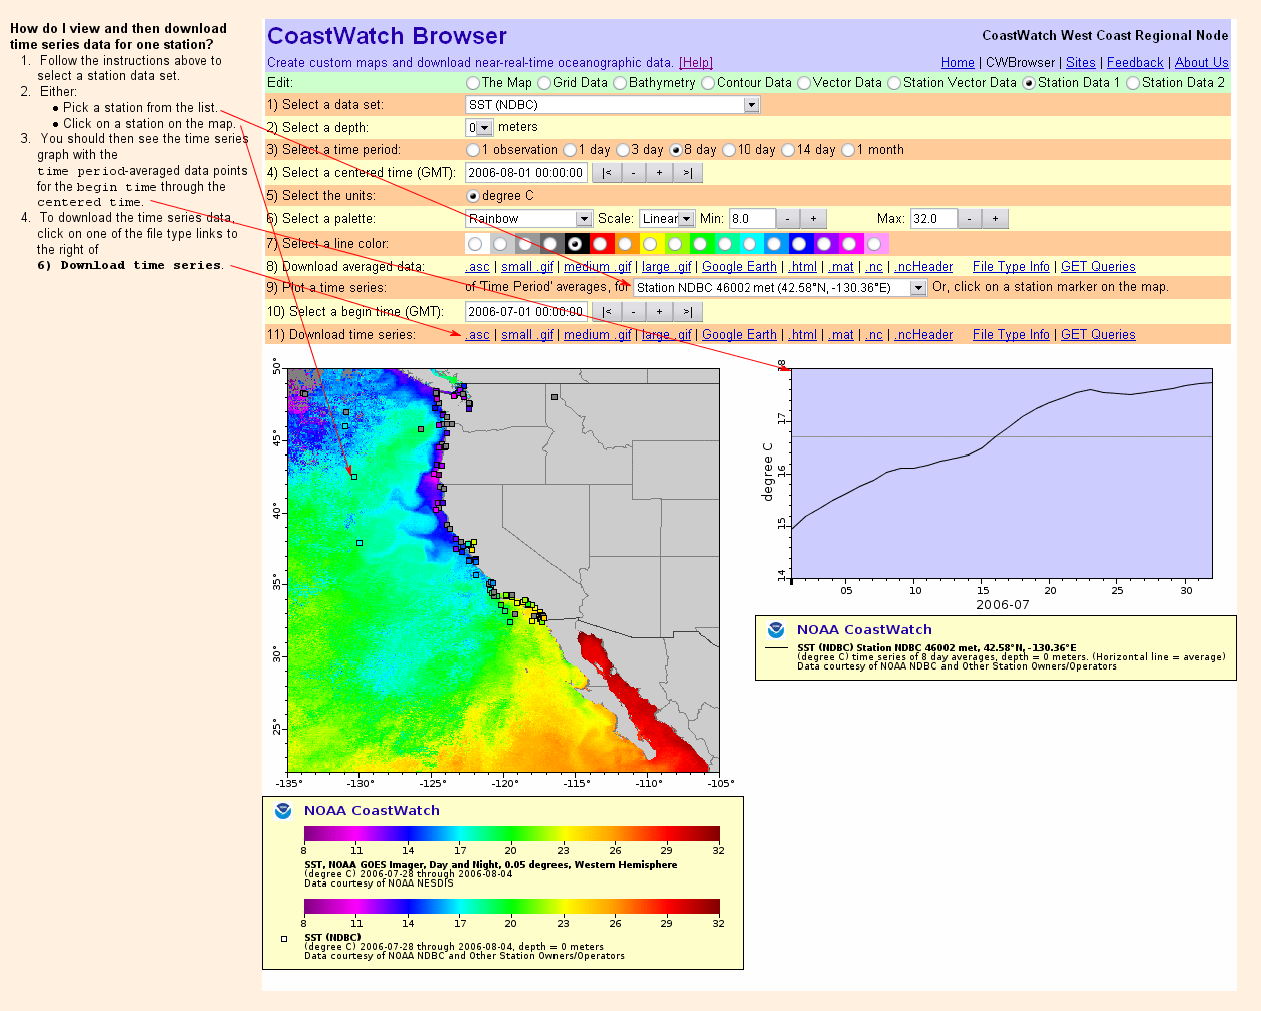 How do I view and then download
time series data for one station?
1. Follow the instructions above to
select a station data set.
2. Either:
● Pick a station from the list.
● Click on a station on the map.
3. You should then see the time series
graph with the
time period-averaged data points
for the begin time through the
centered time.
4. To download the time series data,
click on one of the file type links to
the right of
6) Download time series.
CoastWatch Browser
CoastWatch West Coast Regional Node
Create custom maps and download near-real-time oceanographic data. [Help]
Home | CWBrowser | Sites | Feedback | About Us
Edit: The Map Grid Data Bathymetry Contour Data Vector Data Station Vector Data Station Data 1 Station Data 2
1) Select a data set: SST (NDBC)
2) Select a depth: 0 meters
3) Select a time period: 1 observation 1 day 3 day 8 day 10 day 14 day 1 month
4) Select a centered time (GMT): 2006-08-01 00:00:00 |< - + >|
5) Select the units: degree C
6) Select a palette: Rainbow Scale: Linear Min: 8.0 - + Max: 32.0 - +
7) Select a line color:
8) Download averaged data: .asc | small .gif | medium .gif | large .gif | Google Earth | .html | .mat | .nc | .ncHeader File Type Info | GET Queries
9) Plot a time series: of 'Time Period' averages, for Station NDBC 46002 met (42.58°N, -130.36°E) Or, click on a station marker on the map.
10) Select a begin time (GMT): 2006-07-01 00:00:00 |< - + >|
11) Download time series: .asc | small .gif | medium .gif | large .gif | Google Earth | .html | .mat | .nc | .ncHeader File Type Info | GET Queries
50°
45°
40°
35°
30°
25°
-135° -130° -125° -120° -115° -110° -105°
18
17
16
15
14
degree C
05 10 15 20 25 30
2006-07
NOAA CoastWatch
SST (NDBC) Station NDBC 46002 met, 42.58°N, -130.36°E
(degree C) time series of 8 day averages, depth = 0 meters. (Horizontal line = average)
Data courtesy of NOAA NDBC and Other Station Owners/Operators
NOAA CoastWatch
8 11 14 17 20 23 26 29 32
SST, NOAA GOES Imager, Day and Night, 0.05 degrees, Western Hemisphere
(degree C) 2006-07-28 through 2006-08-04
Data courtesy of NOAA NESDIS
8 11 14 17 20 23 26 29 32
SST (NDBC)
(degree C) 2006-07-28 through 2006-08-04, depth = 0 meters
Data courtesy of NOAA NDBC and Other Station Owners/Operators